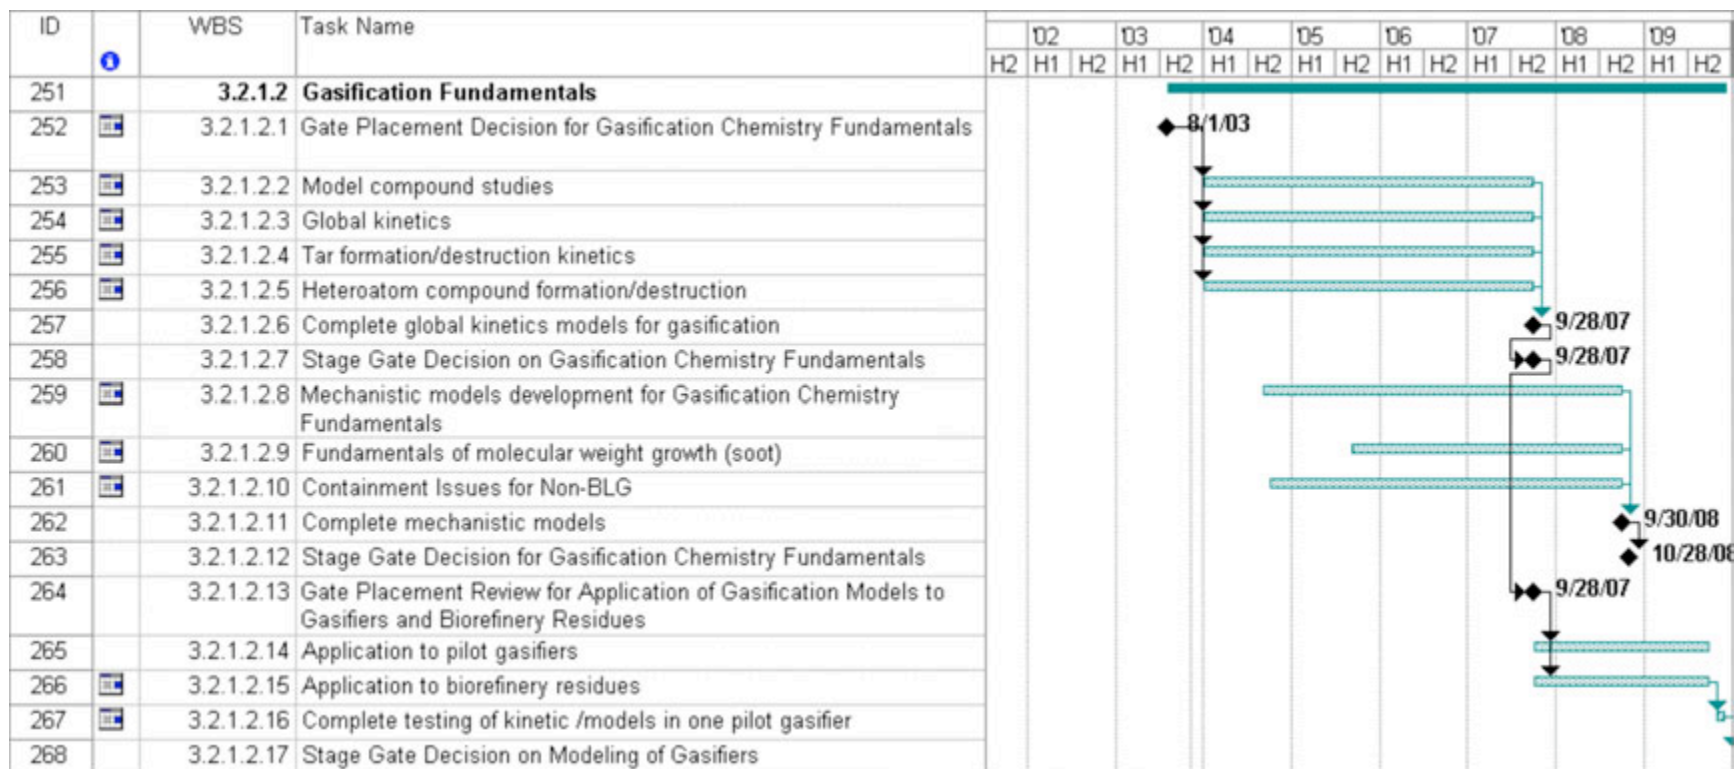 ID WBS Task Name '02 '03 '04 '05 '06 '07 '08 '09
H2 H1 H2 H1 H2 H1 H2 H1 H2 H1 H2 H1 H2 H1 H2 H1 H2
251 3.2.1.2 Gasification Fundamentals
252 3.2.1.2.1 Gate Placement Decision for Gasification Chemistry Fundamentals 8/1/03
253 3.2.1.2.2 Model compound studies
254 3.2.1.2.3 Global kinetics
255 3.2.1.2.4 Tar formation/destruction kinetics
256 3.2.1.2.5 Heteroatom compound formation/destruction
257 3.2.1.2.6 Complete global kinetics models for gasification 9/28/07
258 3.2.1.2.7 Stage Gate Decision on Gasification Chemistry Fundamentals 9/28/07
259 3.2.1.2.8 Mechanistic models development for Gasification Chemistry
Fundamentals
260 3.2.1.2.9 Fundamentals of molecular weight growth (soot)
261 3.2.1.2.10 Containment Issues for Non-BLG
262 3.2.1.2.11 Complete mechanistic models 9/30/08
263 3.2.1.2.12 Stage Gate Decision for Gasification Chemistry Fundamentals 10/28/08
264 3.2.1.2.13 Gate Placement Review for Application of Gasification Models to 9/28/07
Gasifiers and Biorefinery Residues
265 3.2.1.2.14 Application to pilot gasifiers
266 3.2.1.2.15 Application to biorefinery residues
267 3.2.1.2.16 Complete testing of kinetic /models in one pilot gasifier
268 3.2.1.2.17 Stage Gate Decision on Modeling of Gasifiers